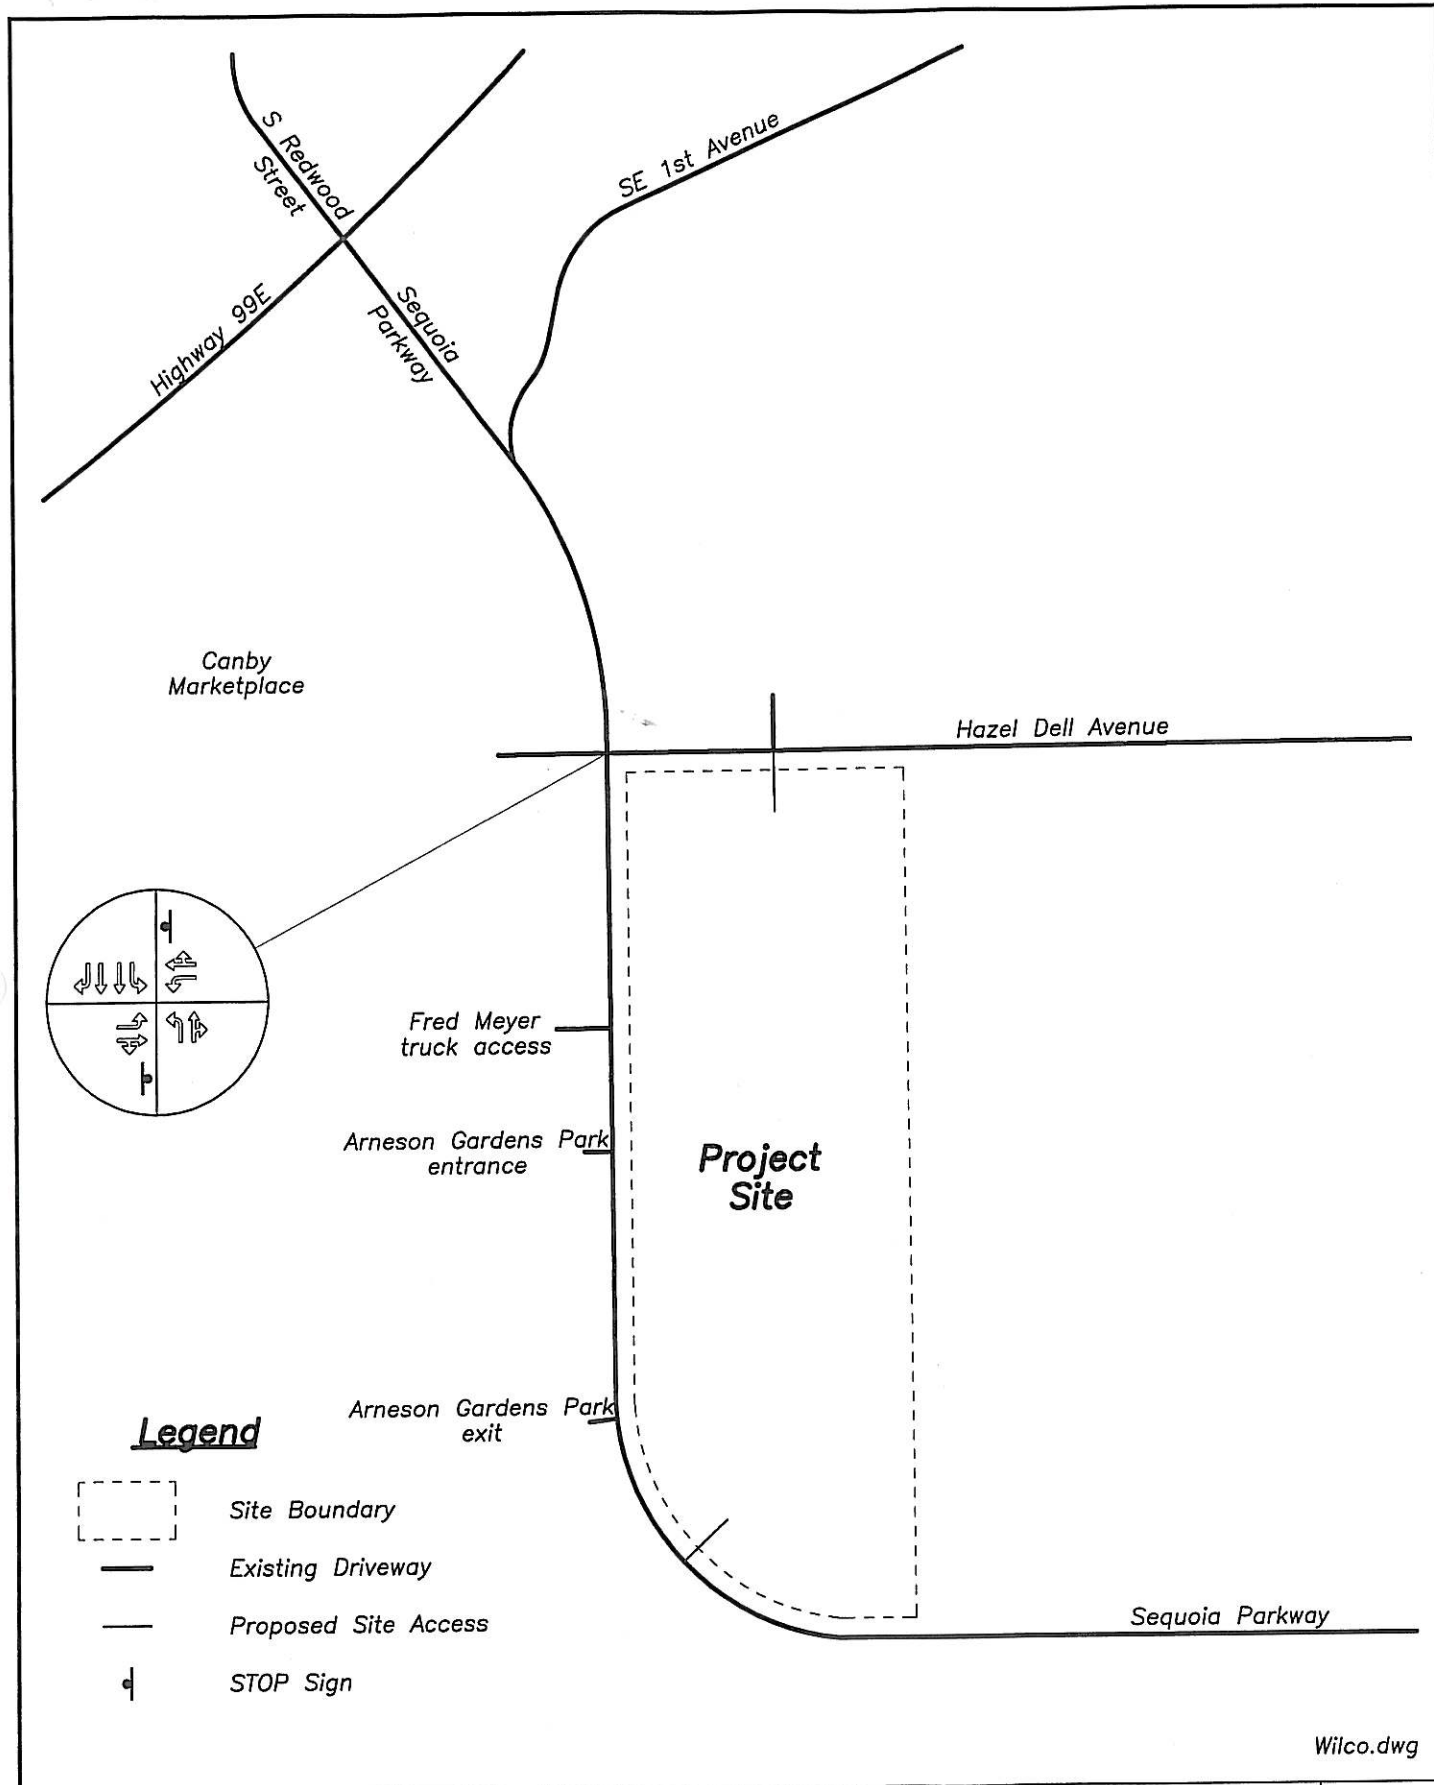 S Redwood
Street
SE 1st Avenue
Highway 99E
Sequoia
Parkway
Canby
Marketplace
Hazel Dell Avenue
Fred Meyer
truck access
Arneson Gardens Park
entrance
Project
Site
Arneson Gardens Park
exit
Legend
Site Boundary
Existing Driveway
Proposed Site Access
STOP Sign
Sequoia Parkway
Wilco.dwg